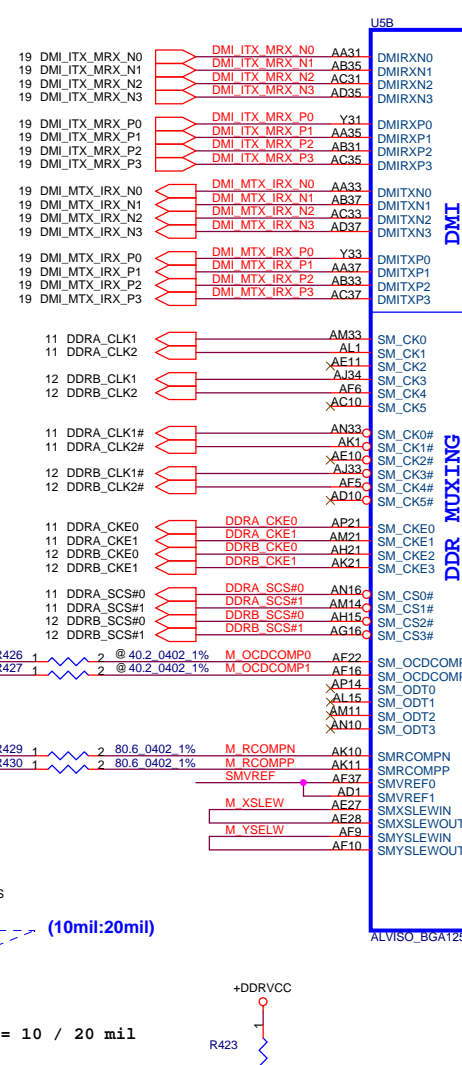 U5B
19 DMI_ITX_MRX_N0 DMI_ITX_MRX_N0 AA31 DMIRXN0
19 DMI_ITX_MRX_N1 DMI_ITX_MRX_N1 AB35 DMIRXN1
19 DMI_ITX_MRX_N2 DMI_ITX_MRX_N2 AC31 DMIRXN2
19 DMI_ITX_MRX_N3 DMI_ITX_MRX_N3 AD35 DMIRXN3
19 DMI_ITX_MRX_P0 DMI_ITX_MRX_P0 Y31 DMIRXP0
19 DMI_ITX_MRX_P1 DMI_ITX_MRX_P1 AA35 DMIRXP1
19 DMI_ITX_MRX_P2 DMI_ITX_MRX_P2 AB31 DMIRXP2
19 DMI_ITX_MRX_P3 DMI_ITX_MRX_P3 AC35 DMIRXP3
19 DMI_MTX_IRX_N0 DMI_MTX_IRX_N0 AA33 DMITXN0
19 DMI_MTX_IRX_N1 DMI_MTX_IRX_N1 AB37 DMITXN1
19 DMI_MTX_IRX_N2 DMI_MTX_IRX_N2 AC33 DMITXN2
19 DMI_MTX_IRX_N3 DMI_MTX_IRX_N3 AD37 DMITXN3
19 DMI_MTX_IRX_P0 DMI_MTX_IRX_P0 Y33 DMITXP0
19 DMI_MTX_IRX_P1 DMI_MTX_IRX_P1 AA37 DMITXP1
19 DMI_MTX_IRX_P2 DMI_MTX_IRX_P2 AB33 DMITXP2
19 DMI_MTX_IRX_P3 DMI_MTX_IRX_P3 AC37 DMITXP3
DMI
11 DDRA_CLK1 AM33 SM_CK0
11 DDRA_CLK2 AL1 SM_CK1
AE11 SM_CK2
12 DDRB_CLK1 AJ34 SM_CK3
12 DDRB_CLK2 AF6 SM_CK4
AC10 SM_CK5
11 DDRA_CLK1# AN33 SM_CK0#
11 DDRA_CLK2# AK1 SM_CK1#
AE10 SM_CK2#
12 DDRB_CLK1# AJ33 SM_CK3#
12 DDRB_CLK2# AF5 SM_CK4#
AD10 SM_CK5#
DDR MUXING
11 DDRA_CKE0 DDRA_CKE0 AP21 SM_CKE0
11 DDRA_CKE1 DDRA_CKE1 AM21 SM_CKE1
12 DDRB_CKE0 DDRB_CKE0 AH21 SM_CKE2
12 DDRB_CKE1 DDRB_CKE1 AK21 SM_CKE3
11 DDRA_SCS#0 DDRA_SCS#0 AN16 SM_CS0#
11 DDRA_SCS#1 DDRA_SCS#1 AM14 SM_CS1#
12 DDRB_SCS#0 DDRB_SCS#0 AH15 SM_CS2#
12 DDRB_SCS#1 DDRB_SCS#1 AG16 SM_CS3#
R426 1 2 @ 40.2_0402_1% M_OCDCOMP0 AF22 SM_OCDCOMP
R427 1 2 @ 40.2_0402_1% M_OCDCOMP1 AF16 SM_OCDCOMP
AP14 SM_ODT0
AL15 SM_ODT1
AM11 SM_ODT2
AN10 SM_ODT3
R429 1 2 80.6_0402_1% M_RCOMPN AK10 SMRCOMPN
R430 1 2 80.6_0402_1% M_RCOMPP AK11 SMRCOMPP
SMVREF AF37 SMVREF0
AD1 SMVREF1
M_XSLEW AE27 SMXSLEWIN
AE28 SMXSLEWOUT
M_YSELW AF9 SMYSLEWIN
AF10 SMYSLEWOUT
S
(10mil:20mil)
ALVISO_BGA125
+DDRVCC
= 10 / 20 mil
1
R423